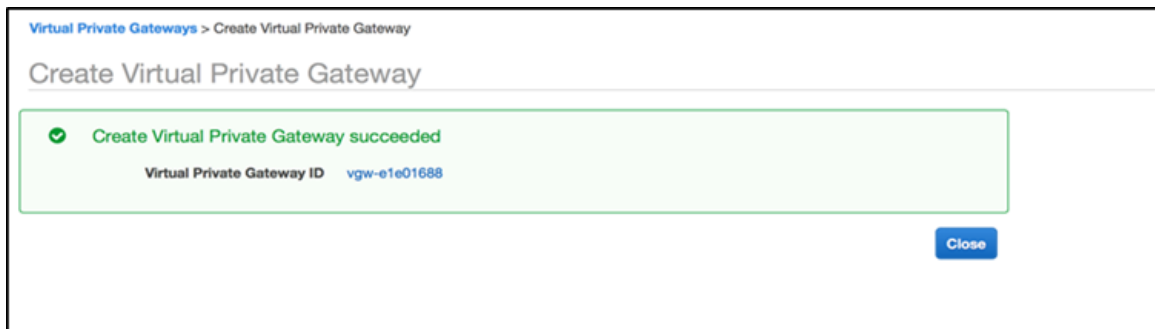 Virtual Private Gateways > Create Virtual Private Gateway
Create Virtual Private Gateway
Create Virtual Private Gateway succeeded
Virtual Private Gateway ID vgw-e1e01688
Close